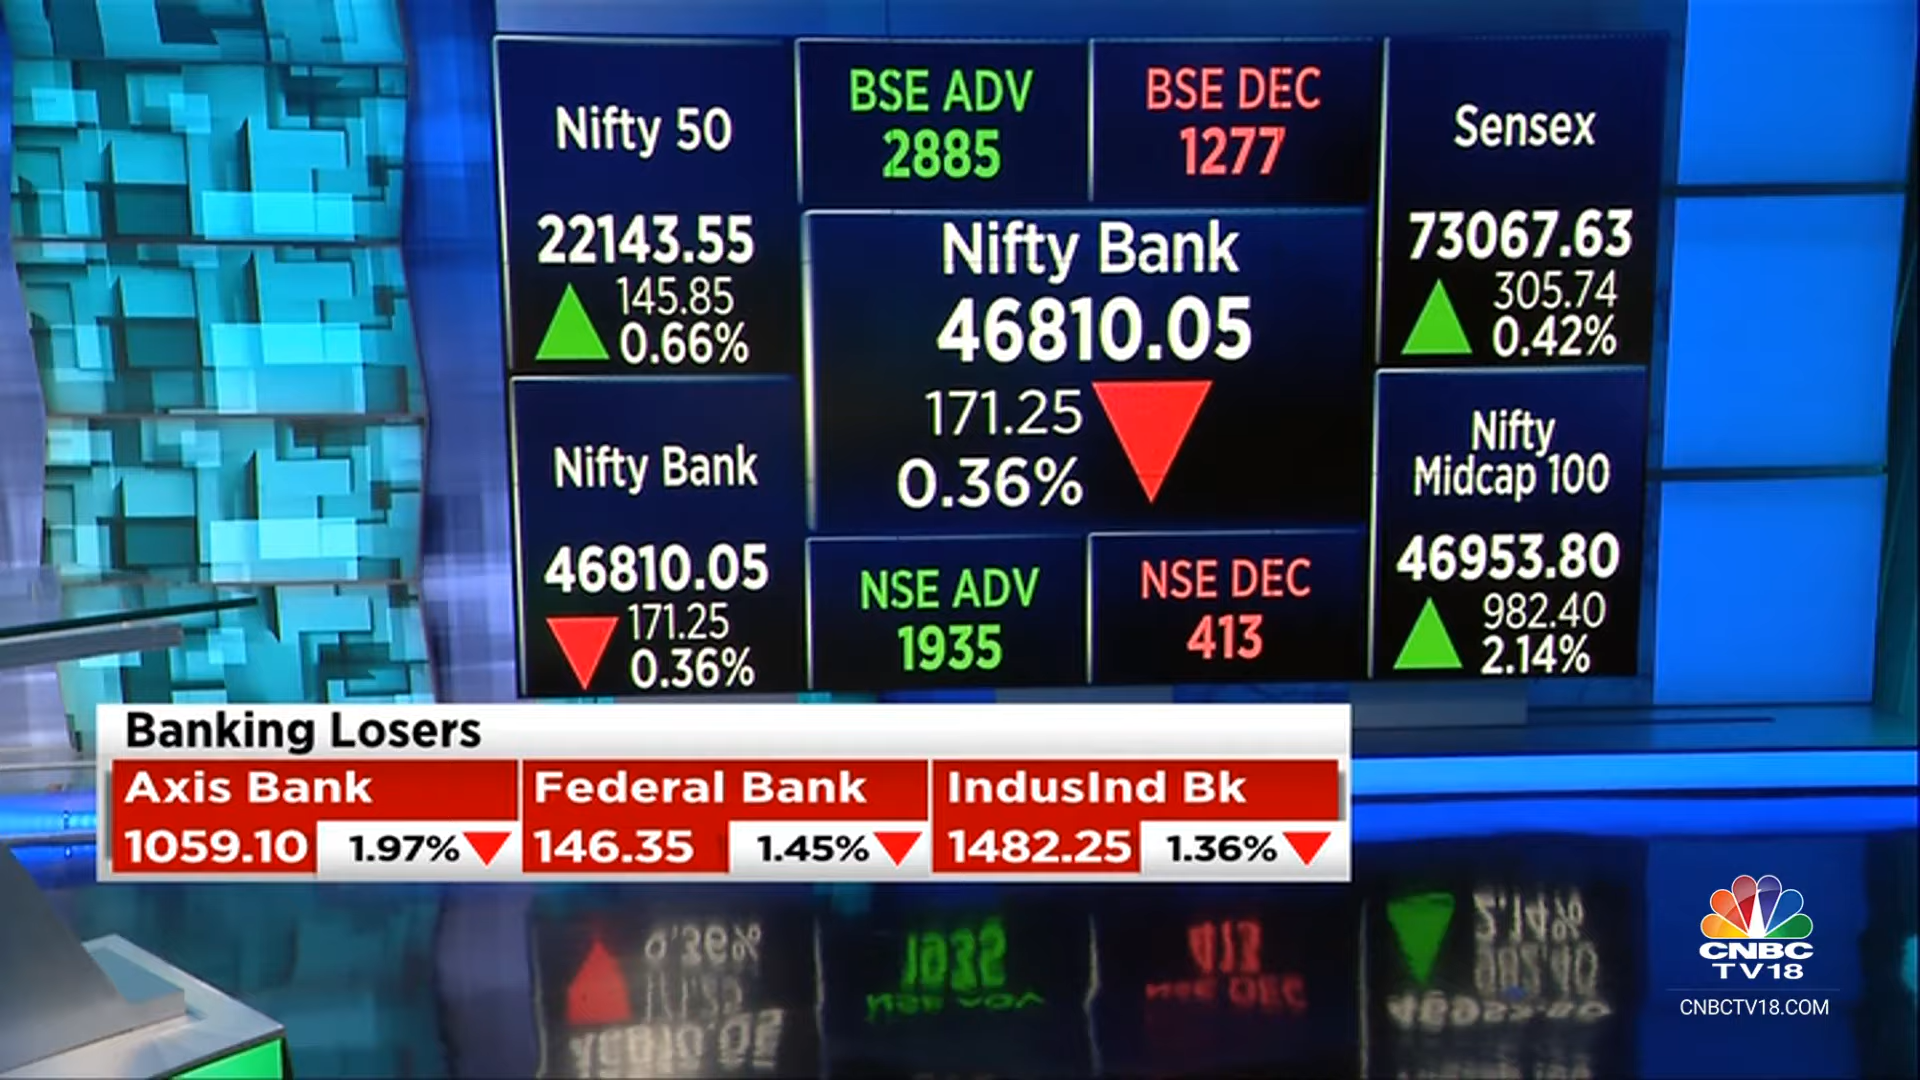 Nifty 50
22143.55
145.85
0.66%
BSE ADV
2885
BSE DEC
1277
Sensex
73067.63
305.74
0.42%
Nifty Bank
46810.05
171.25
0.36%
Nifty Bank
46810.05
171.25
0.36%
NSE ADV
1935
NSE DEC
413
Nifty
Midcap 100
46953.80
982.40
2.14%
Banking Losers
Axis Bank
1059.10 1.97%
Federal Bank
146.35 1.45%
IndusInd Bk
1482.25 1.36%
CNBC
TV18
CNBCTV18.COM